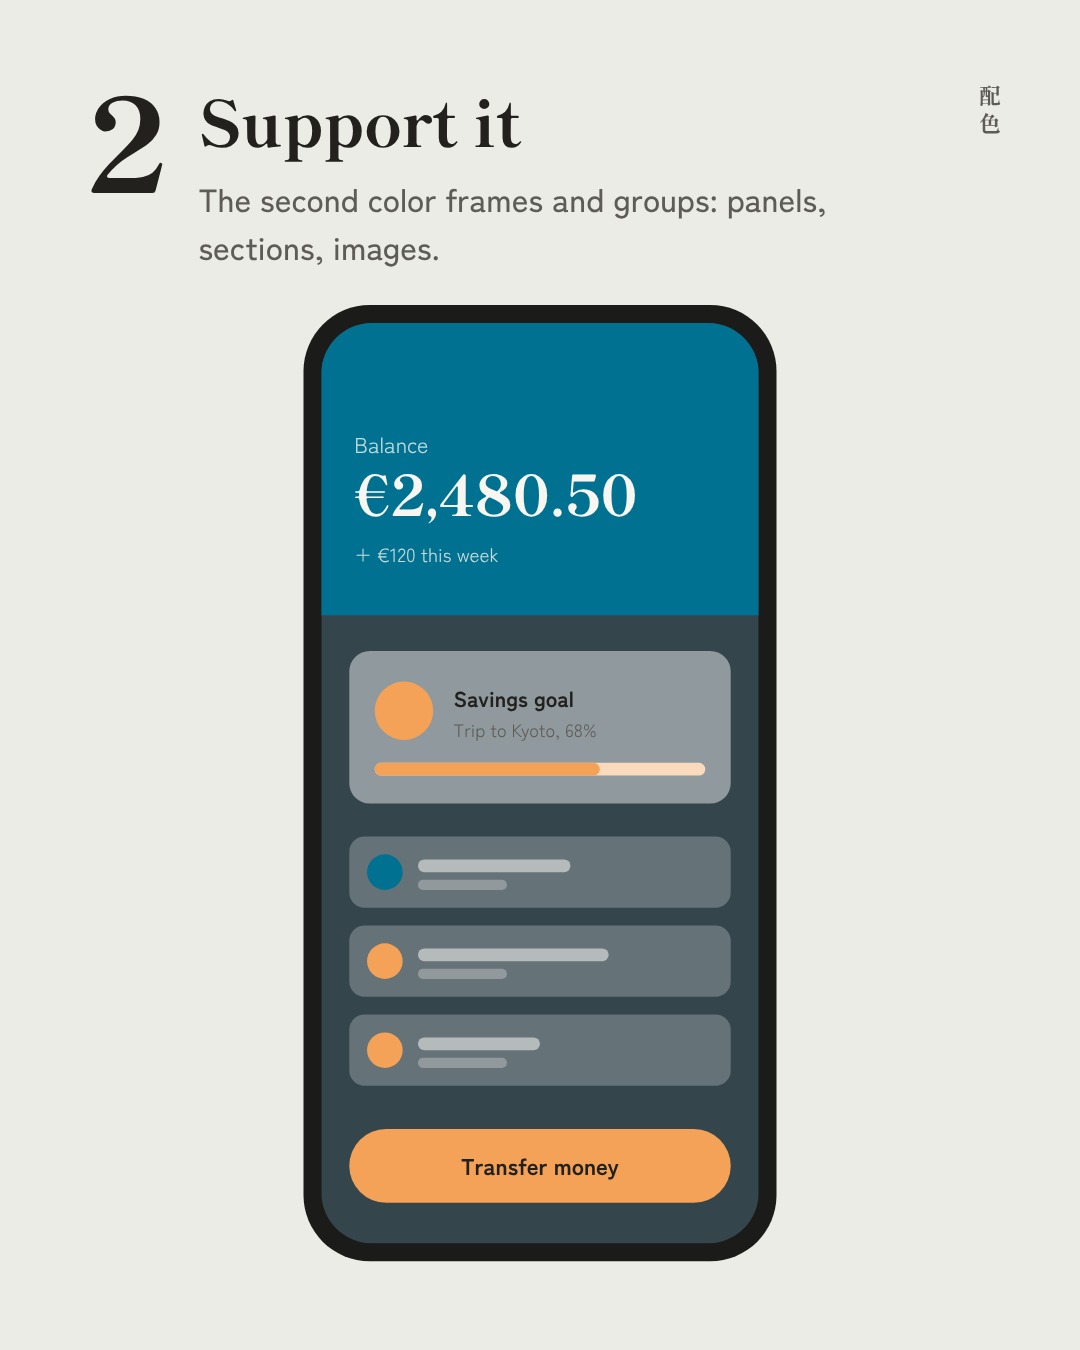 2
Support it
配色
The second color frames and groups: panels,
sections, images.
Balance
€2,480.50
+ €120 this week
Savings goal
Trip to Kyoto, 68%
Transfer money